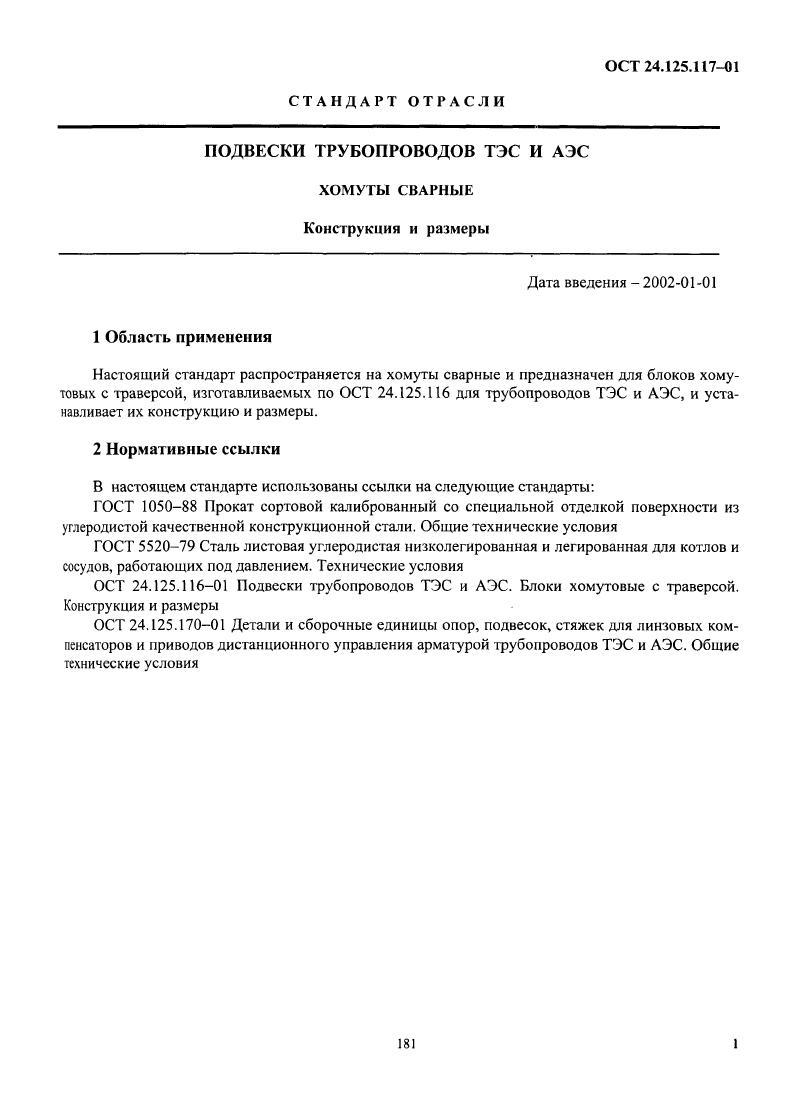 ОСТ 24.125.117–01
СТАНДАРТ ОТРАСЛИ
ПОДВЕСКИ ТРУБОПРОВОДОВ ТЭС И АЭС
ХОМУТЫ СВАРНЫЕ
Конструкция и размеры
Дата введения – 2002-01-01
1 Область применения
Настоящий стандарт распространяется на хомуты сварные и предназначен для блоков хому-
товых с траверсой, изготавливаемых по ОСТ 24.125.116 для трубопроводов ТЭС и АЭС, и уста-
навливает их конструкцию и размеры.
2 Нормативные ссылки
В настоящем стандарте использованы ссылки на следующие стандарты:
ГОСТ 1050–88 Прокат сортовой калиброванный со специальной отделкой поверхности из
углеродистой качественной конструкционной стали. Общие технические условия
ГОСТ 5520–79 Сталь листовая углеродистая низколегированная и легированная для котлов и
сосудов, работающих под давлением. Технические условия
ОСТ 24.125.116–01 Подвески трубопроводов ТЭС и АЭС. Блоки хомутовые с траверсой.
Конструкция и размеры
ОСТ 24.125.170–01 Детали и сборочные единицы опор, подвесок, стяжек для линзовых ком-
пенсаторов и приводов дистанционного управления арматурой трубопроводов ТЭС и АЭС. Общие
технические условия
181
1